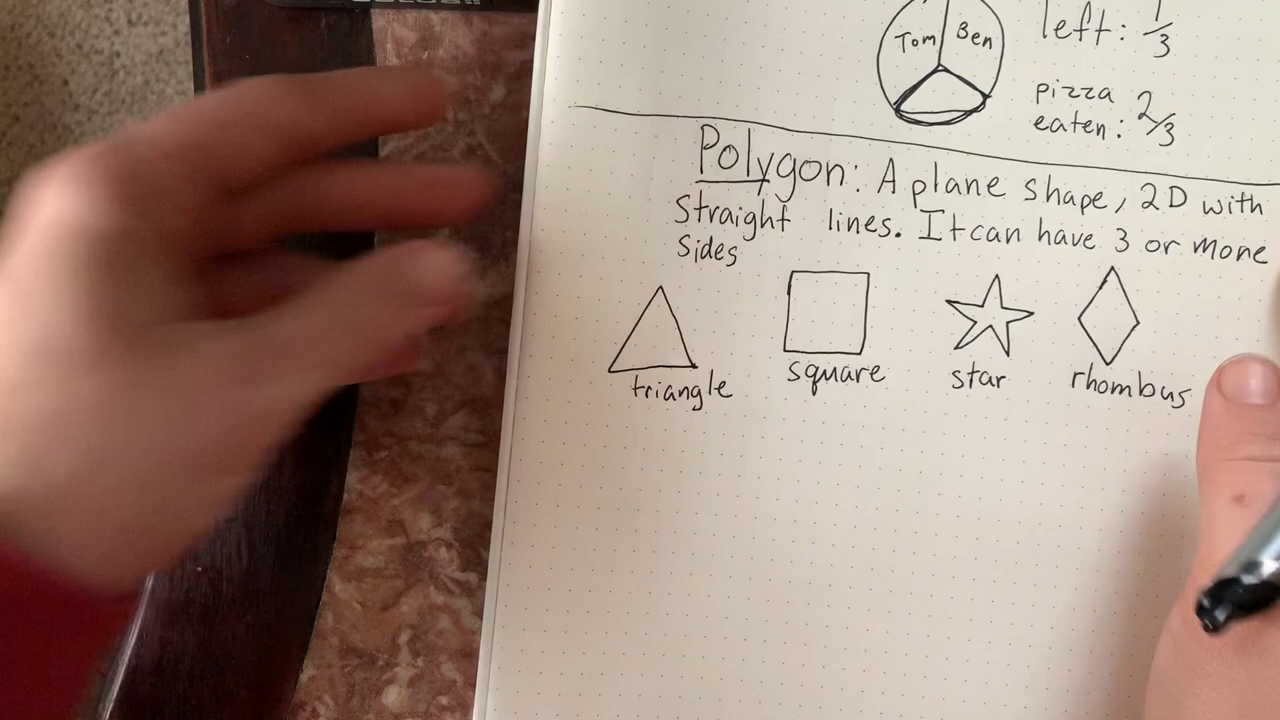 Tom Ben
left: 1/3
pizza
eaten: 2/3
Polygon: A plane shape, 2D with
straight lines. It can have 3 or more
sides
triangle square star rhombus